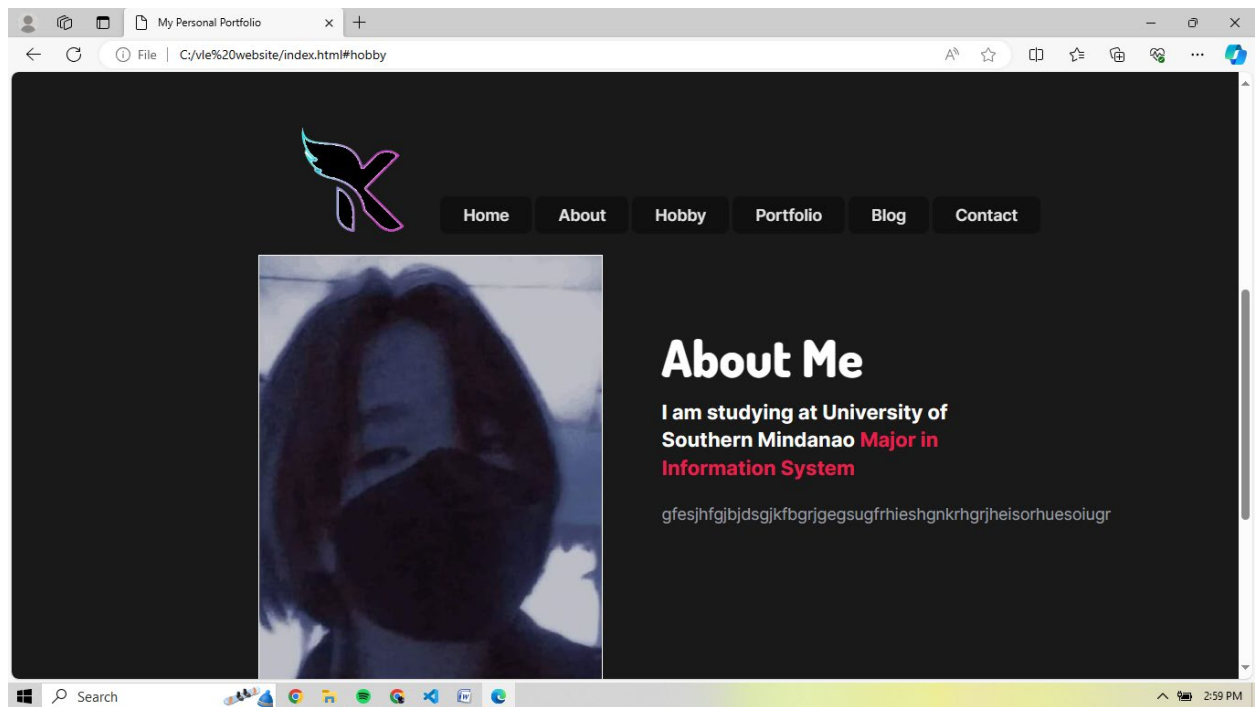 My Personal Portfolio
File | C:/vle%20website/index.html#hobby
Home About Hobby Portfolio Blog Contact
About Me
I am studying at University of
Southern Mindanao Major in
Information System
gfesjhfgjbjdsgjkfbgrjgegsugfrhieshgnkrhgrjheisorhuesoiugr
Search
2:59 PM